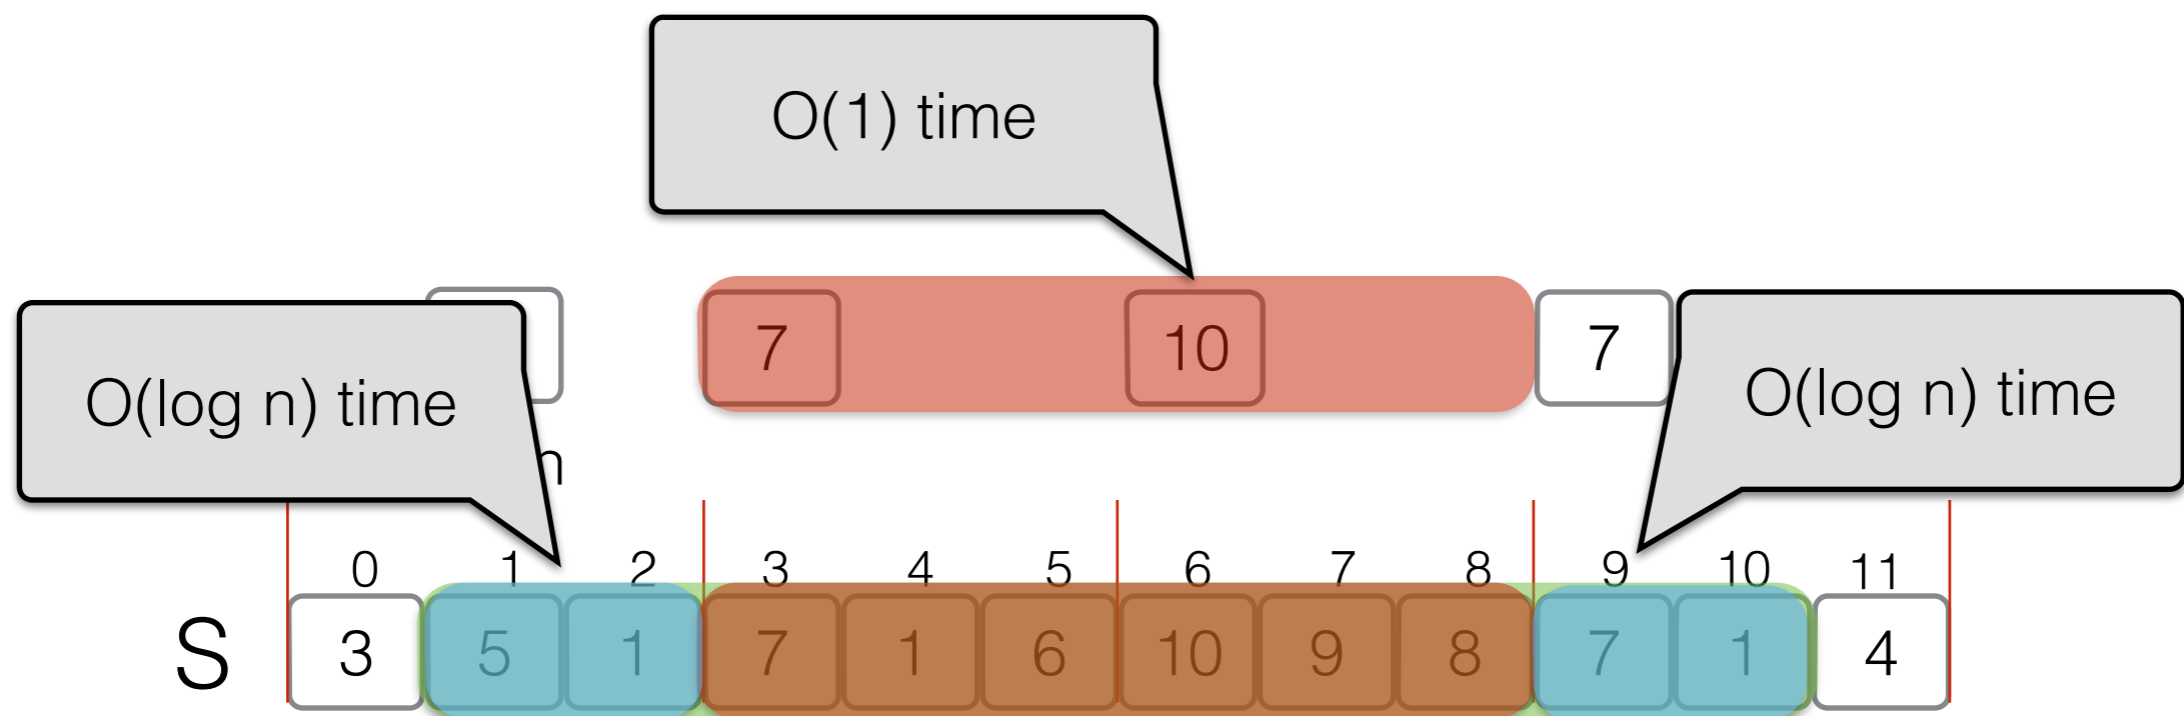 O(1) time
7 10 7
O(log n) time
O(log n) time
n
0 1 2 3 4 5 6 7 8 9 10 11
S 3 5 1 7 1 6 10 9 8 7 1 4